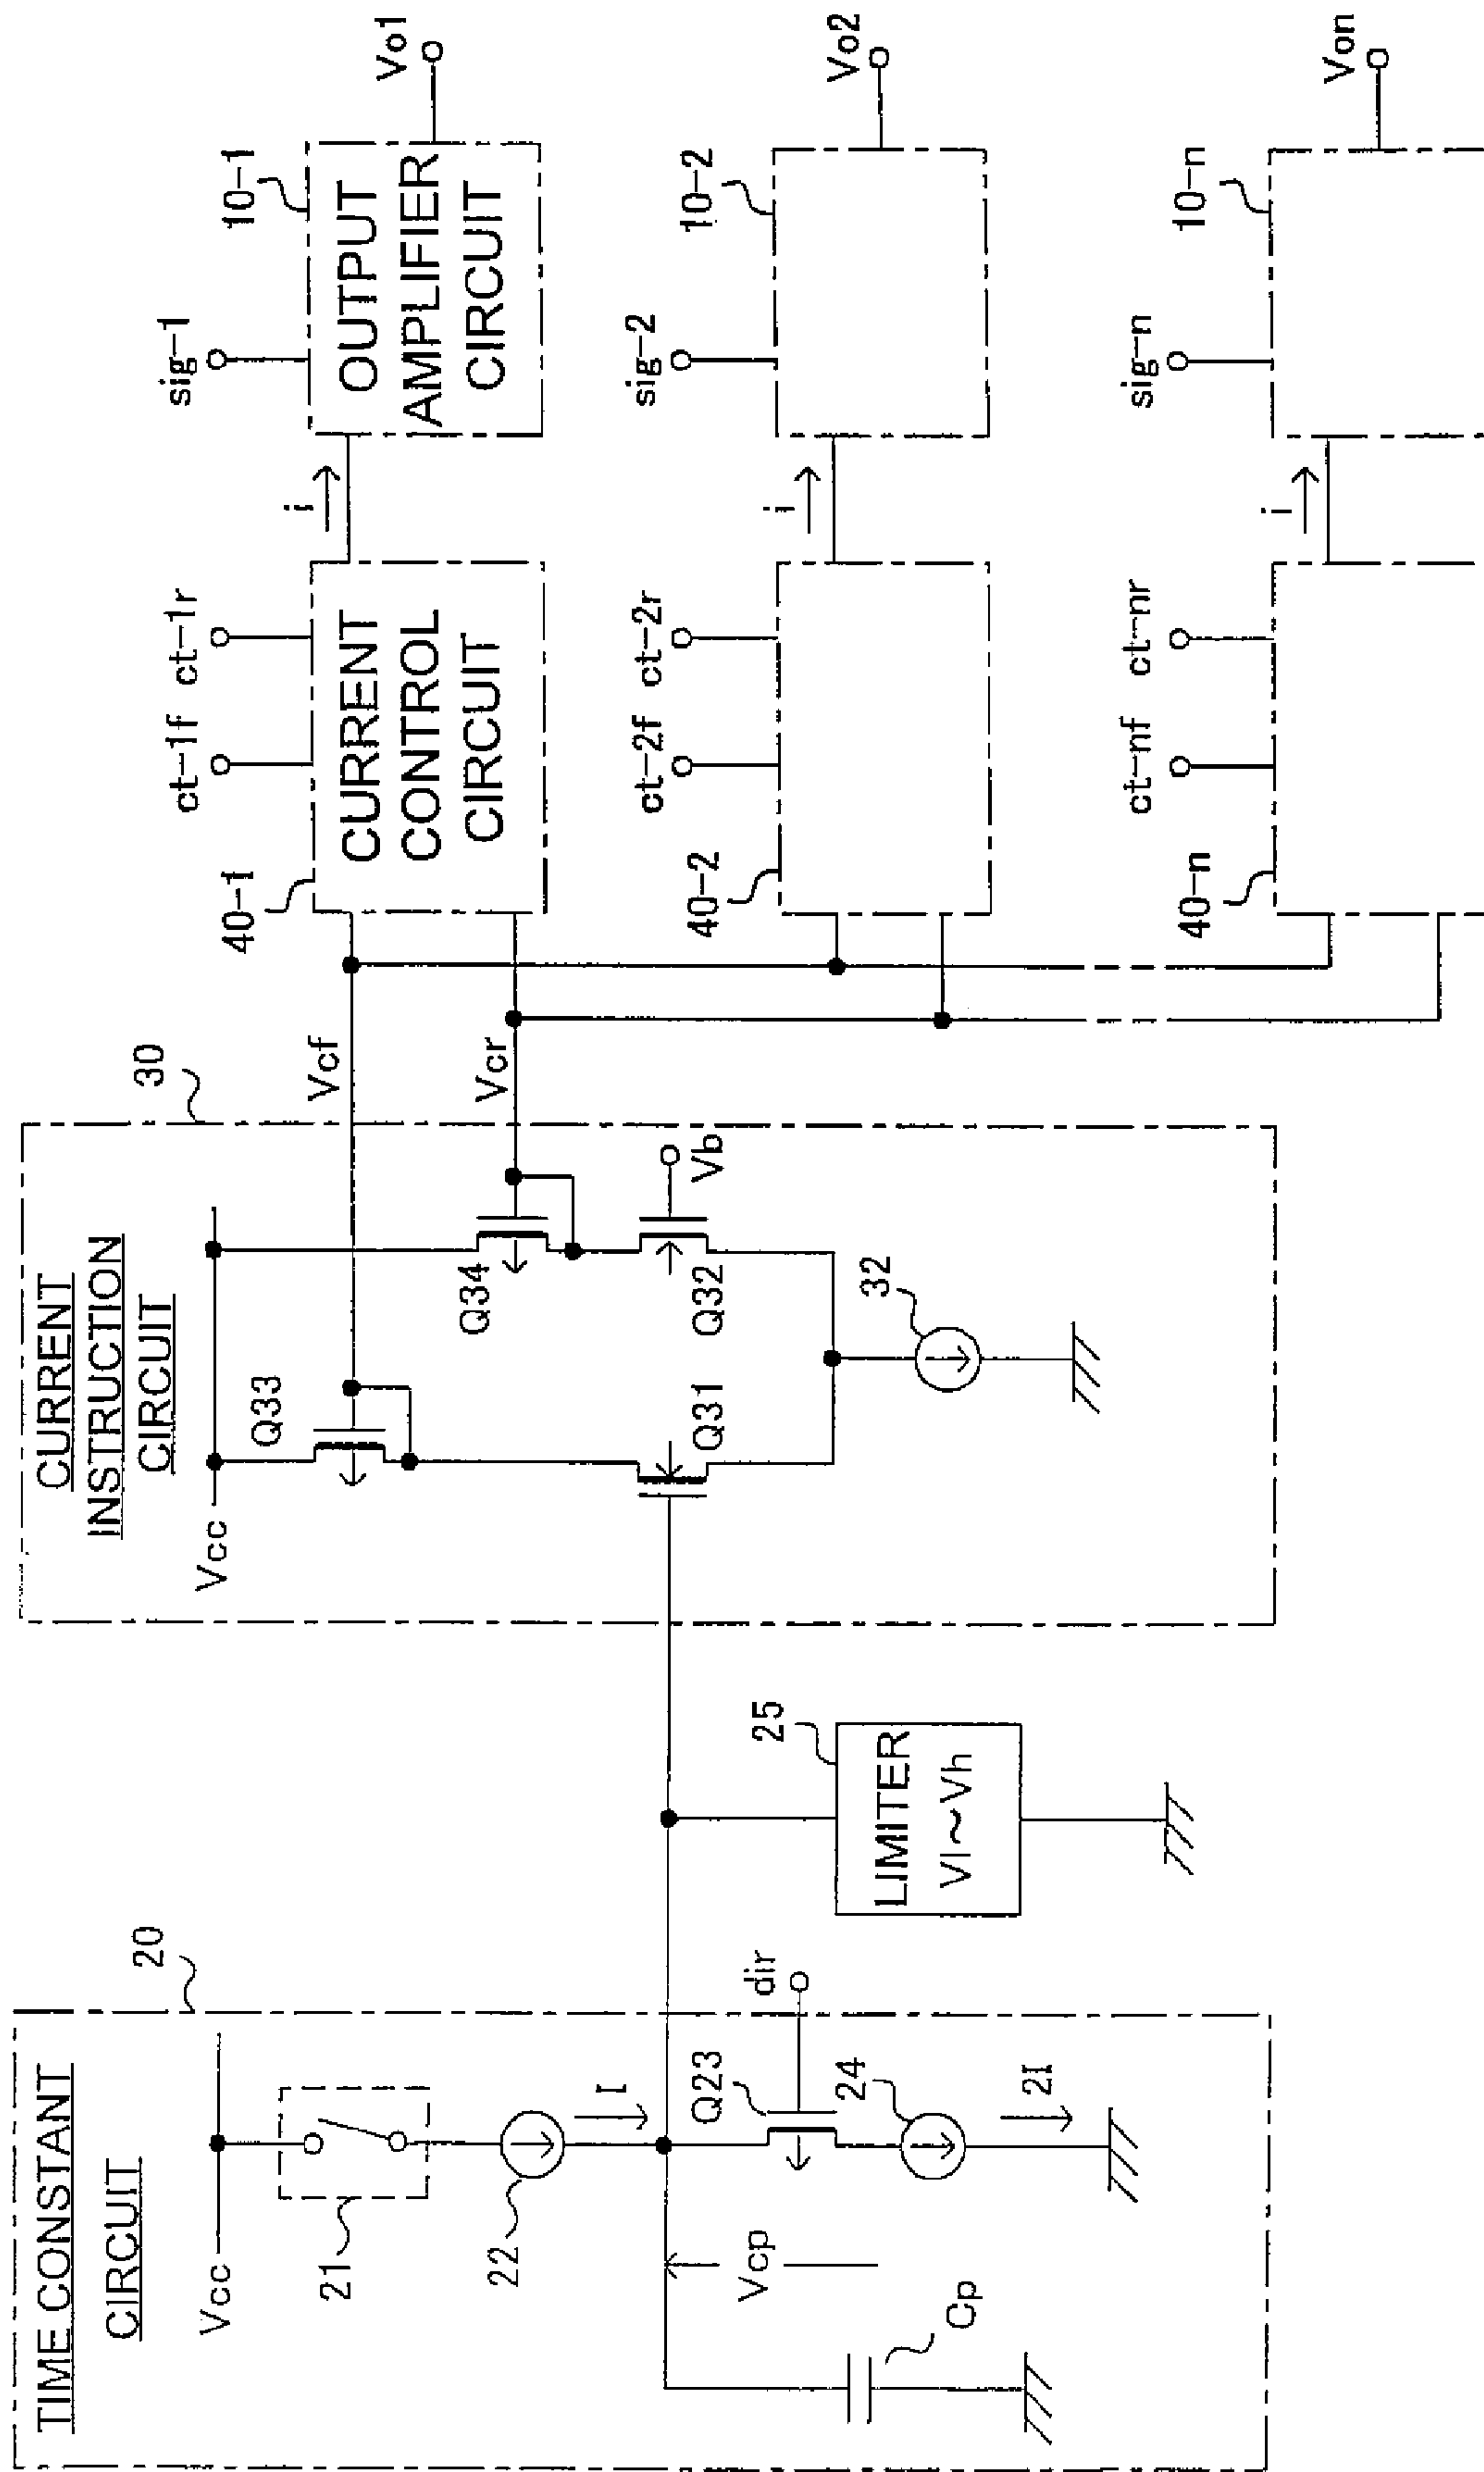 TIME CONSTANT
CIRCUIT
20
Vcc
21
22
I
Vcp
Cp
Q23
dir
24
2I
25
LIMITER
Vl~Vh
CURRENT
INSTRUCTION
CIRCUIT
30
Vcc
Q33
Q34
Q31
Q32
Vb
32
Vcf
Vcr
40-1
ct-1f
ct-1r
CURRENT
CONTROL
CIRCUIT
i
sig-1
10-1
OUTPUT
AMPLIFIER
CIRCUIT
Vo1
40-2
ct-2f
ct-2r
i
sig-2
10-2
Vo2
40-n
ct-nf
ct-nr
i
sig-n
10-n
Von